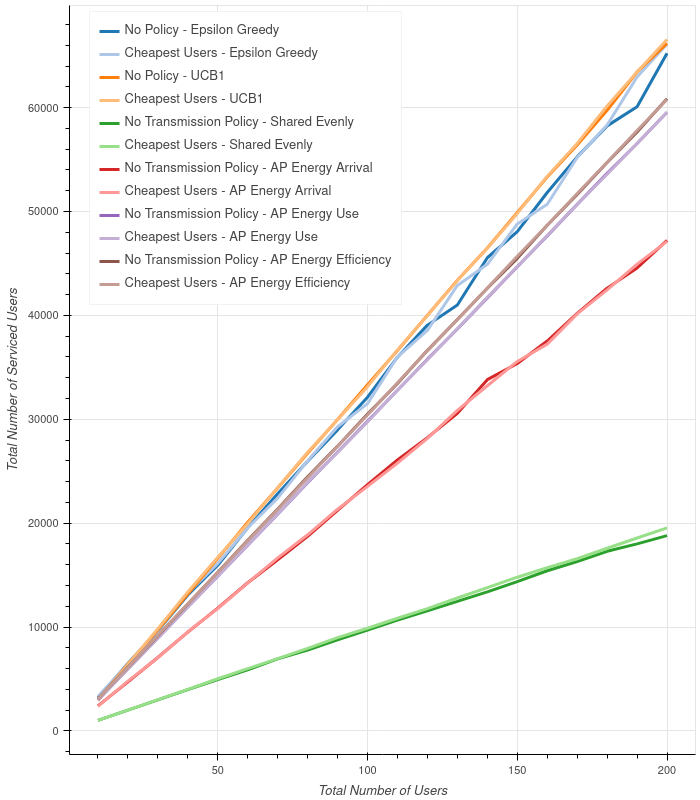 No Policy - Epsilon Greedy
Cheapest Users - Epsilon Greedy
No Policy - UCB1
Cheapest Users - UCB1
No Transmission Policy - Shared Evenly
Cheapest Users - Shared Evenly
No Transmission Policy - AP Energy Arrival
Cheapest Users - AP Energy Arrival
No Transmission Policy - AP Energy Use
Cheapest Users - AP Energy Use
No Transmission Policy - AP Energy Efficiency
Cheapest Users - AP Energy Efficiency
Total Number of Serviced Users
60000
50000
40000
30000
20000
10000
0
50
100
150
200
Total Number of Users